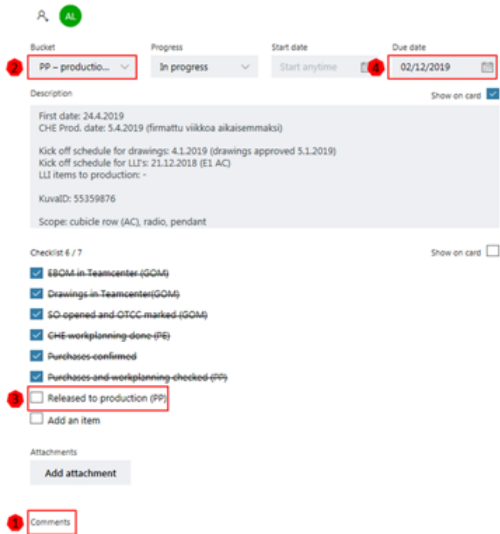 AL
Bucket Progress Start date Due date
2 PP – productio... In progress Start anytime 4 02/12/2019
Description Show on card
First date: 24.4.2019
CHE Prod. date: 5.4.2019 (firmattu viikkoa aikaisemmaksi)
Kick off schedule for drawings: 4.1.2019 (drawings approved 5.1.2019)
Kick off schedule for LLI's: 21.12.2018 (E1 AC)
LLI items to production: -
KuvaID: 55359876
Scope: cubicle row (AC), radio, pendant
Checklist 6 / 7 Show on card
EBOM in Teamcenter (GOM)
Drawings in Teamcenter(GOM)
SO opened and OTCC marked (GOM)
CHE workplanning done (PE)
Purchases confirmed
Purchases and workplanning checked (PP)
3 Released to production (PP)
Add an item
Attachments
Add attachment
1 Comments